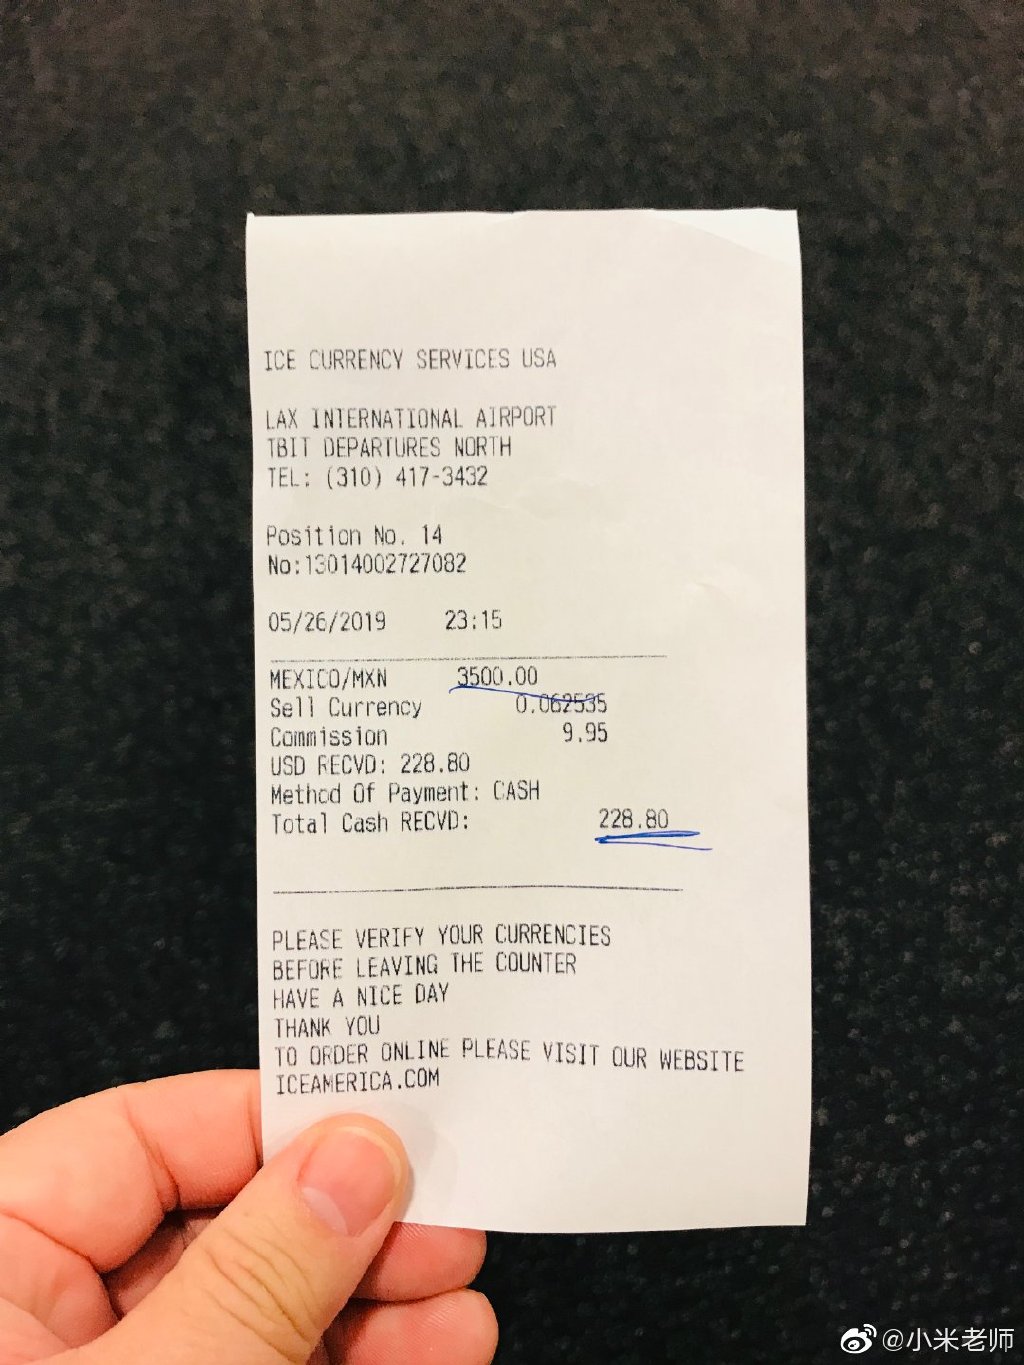 ICE CURRENCY SERVICES USA
LAX INTERNATIONAL AIRPORT
TBIT DEPARTURES NORTH
TEL: (310) 417-3432
Position No. 14
No:13014002727082
05/26/2019 23:15
MEXICO/MXN 3500.00
Sell Currency 0.062535
Commission 9.95
USD RECVD: 228.80
Method Of Payment: CASH
Total Cash RECVD: 228.80
PLEASE VERIFY YOUR CURRENCIES
BEFORE LEAVING THE COUNTER
HAVE A NICE DAY
THANK YOU
TO ORDER ONLINE PLEASE VISIT OUR WEBSITE
ICEAMERICA.COM
@小米老师